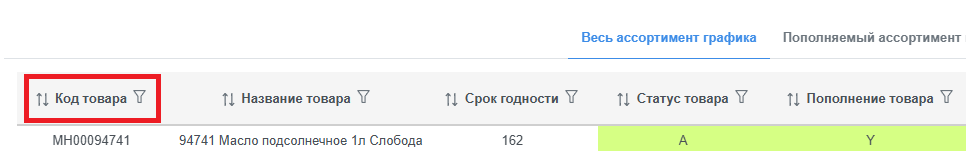 Весь ассортимент графика Пополняемый ассортимент
Код товара Название товара Срок годности Статус товара Пополнение товара
МН00094741 94741 Масло подсолнечное 1л Слобода 162 A Y